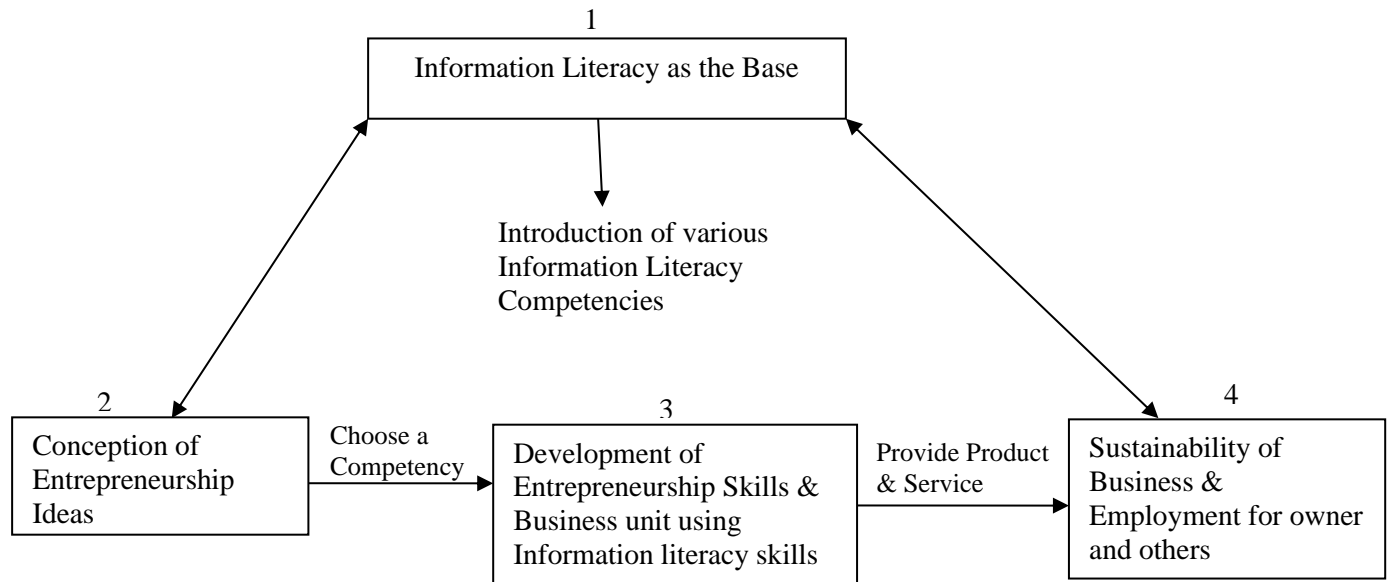 1
Information Literacy as the Base
Introduction of various
Information Literacy
Competencies
2
Conception of
Entrepreneurship
Ideas
Choose a
Competency
3
Development of
Entrepreneurship Skills &
Business unit using
Information literacy skills
Provide Product
& Service
4
Sustainability of
Business &
Employment for owner
and others